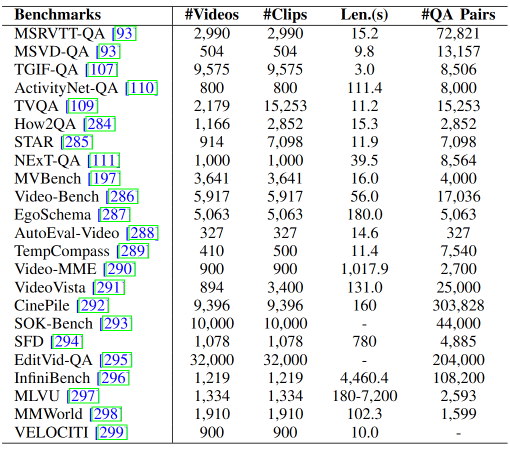 Benchmarks #Videos #Clips Len.(s) #QA Pairs
MSRVTT-QA [93] 2,990 2,990 15.2 72,821
MSVD-QA [93] 504 504 9.8 13,157
TGIF-QA [107] 9,575 9,575 3.0 8,506
ActivityNet-QA [110] 800 800 111.4 8,000
TVQA [109] 2,179 15,253 11.2 15,253
How2QA [284] 1,166 2,852 15.3 2,852
STAR [285] 914 7,098 11.9 7,098
NExT-QA [111] 1,000 1,000 39.5 8,564
MVBench [197] 3,641 3,641 16.0 4,000
Video-Bench [286] 5,917 5,917 56.0 17,036
EgoSchema [287] 5,063 5,063 180.0 5,063
AutoEval-Video [288] 327 327 14.6 327
TempCompass [289] 410 500 11.4 7,540
Video-MME [290] 900 900 1,017.9 2,700
VideoVista [291] 894 3,400 131.0 25,000
CinePile [292] 9,396 9,396 160 303,828
SOK-Bench [293] 10,000 10,000 - 44,000
SFD [294] 1,078 1,078 780 4,885
EditVid-QA [295] 32,000 32,000 - 204,000
InfiniBench [296] 1,219 1,219 4,460.4 108,200
MLVU [297] 1,334 1,334 180-7,200 2,593
MMWorld [298] 1,910 1,910 102.3 1,599
VELOCITI [299] 900 900 10.0 -